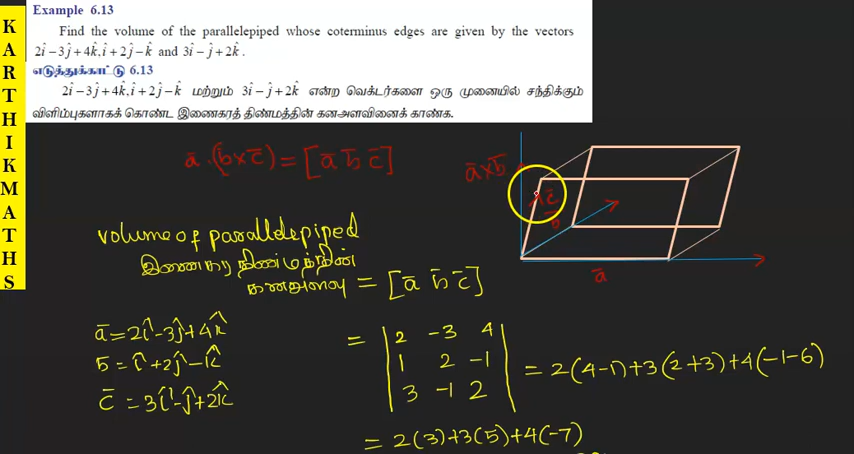 KARTHIKMATHS
Example 6.13
Find the volume of the parallelepiped whose coterminus edges are given by the vectors
2î−3ĵ+4k̂, î+2ĵ−k̂ and 3î−ĵ+2k̂.
எடுத்துக்காட்டு 6.13
2î−3ĵ+4k̂, î+2ĵ−k̂ மற்றும் 3î−ĵ+2k̂ என்ற வெக்டர்களை ஒரு முனையில் சந்திக்கும்
விளிம்புகளாகக் கொண்ட இணைகரத் திண்மத்தின் கனஅளவினைக் காண்க.
ā·(b̄×c̄) = [ā b̄ c̄]
ā×b̄
c̄
b̄
ā
volume of parallelepiped
இணைகர திண்மத்தின்
கனஅளவு = [ā b̄ c̄]
ā = 2î−3ĵ+4k̂
b̄ = î+2ĵ−k̂
c̄ = 3î−ĵ+2k̂
= | 2 −3 4 |
| 1 2 −1 | = 2(4−1)+3(2+3)+4(−1−6)
| 3 −1 2 |
= 2(3)+3(5)+4(−7)